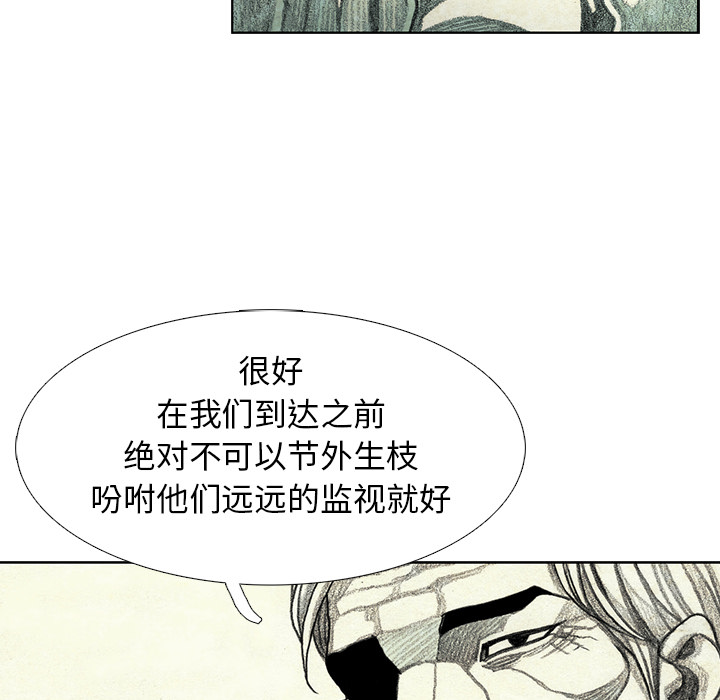 很好
在我们到达之前
绝对不可以节外生枝
吩咐他们远远的监视就好